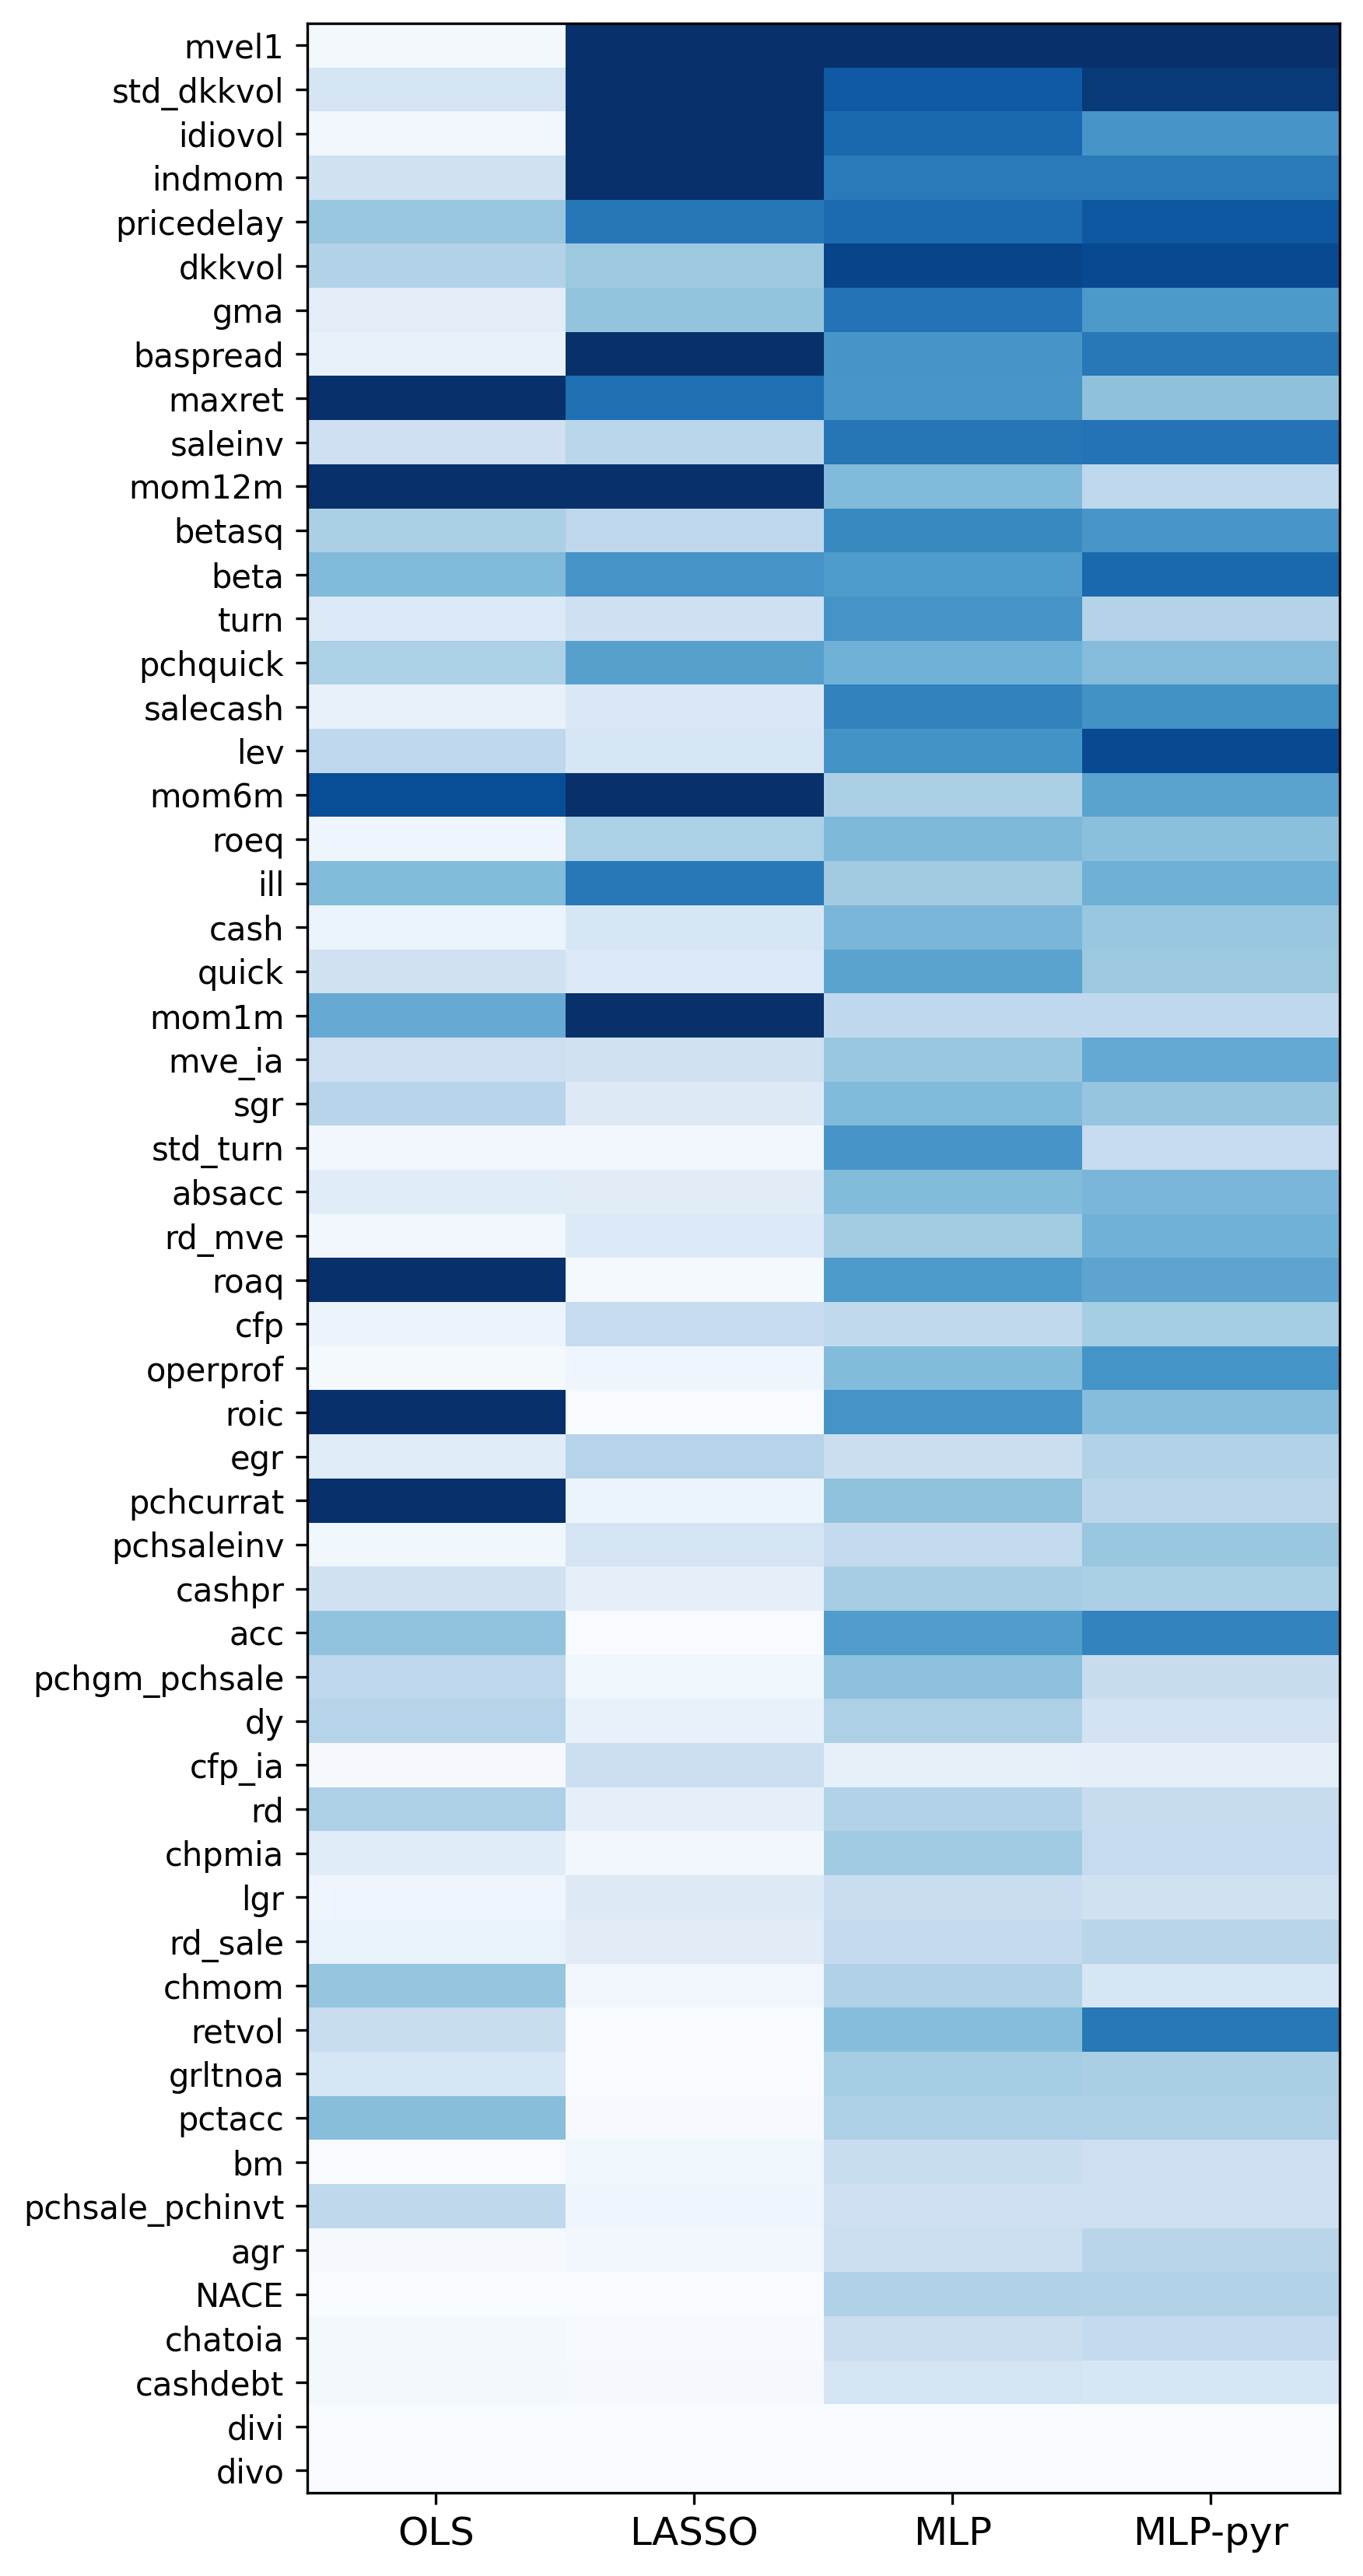 mvel1
std_dkkvol
idiovol
indmom
pricedelay
dkkvol
gma
baspread
maxret
saleinv
mom12m
betasq
beta
turn
pchquick
salecash
lev
mom6m
roeq
ill
cash
quick
mom1m
mve_ia
sgr
std_turn
absacc
rd_mve
roaq
cfp
operprof
roic
egr
pchcurrat
pchsaleinv
cashpr
acc
pchgm_pchsale
dy
cfp_ia
rd
chpmia
lgr
rd_sale
chmom
retvol
grltnoa
pctacc
bm
pchsale_pchinvt
agr
NACE
chatoia
cashdebt
divi
divo
OLS LASSO MLP MLP-pyr